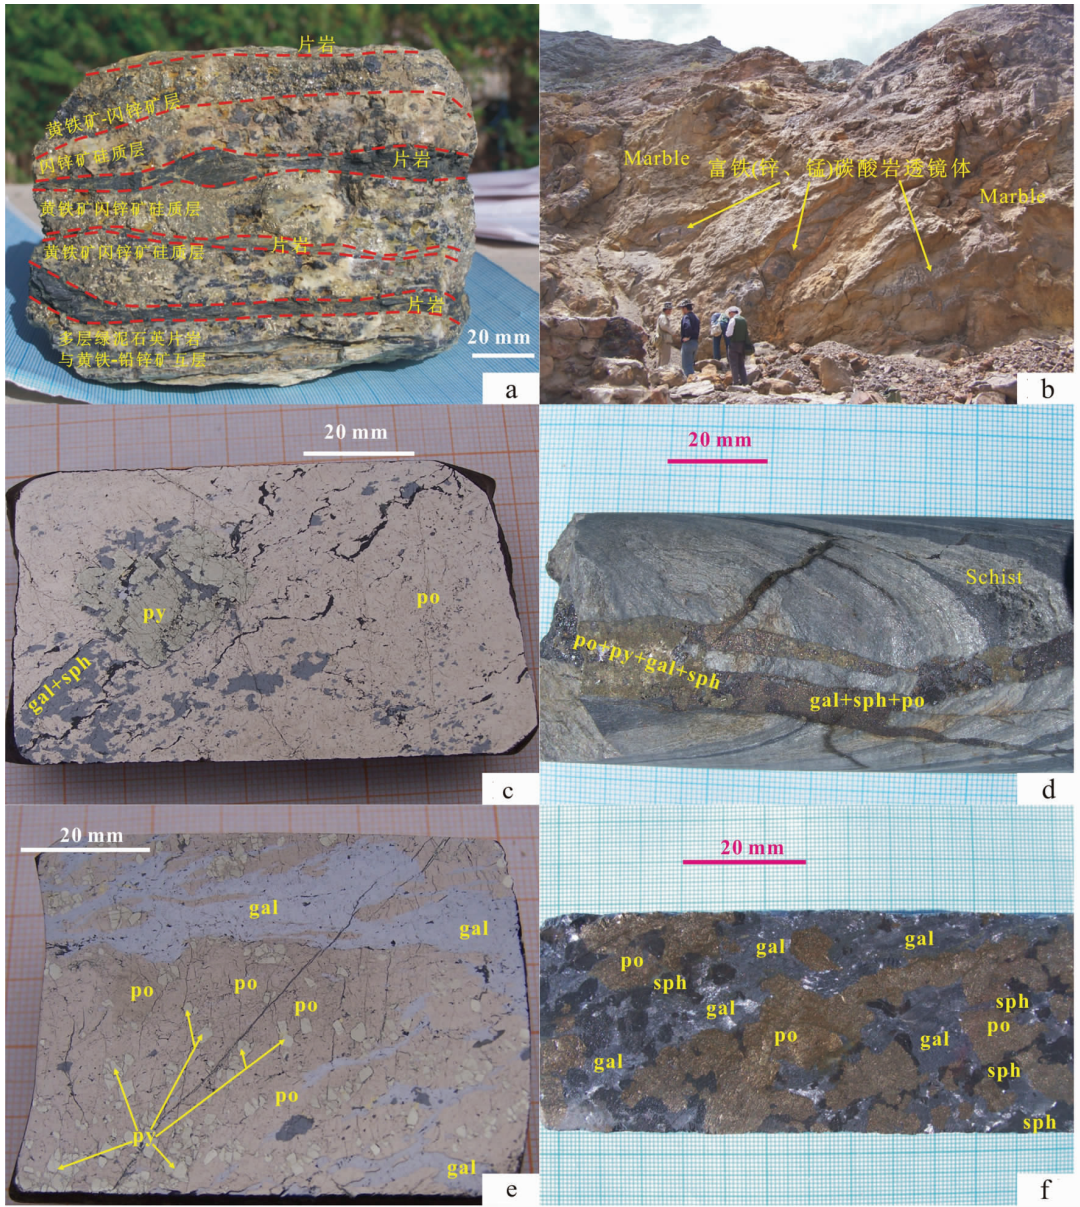 片岩
黄铁矿-闪锌矿层
闪锌矿硅质层
片岩
黄铁矿闪锌矿硅质层
片岩
黄铁矿闪锌矿硅质层
片岩
多层绿泥石英片岩
与黄铁-铅锌矿互层
20 mm
a
Marble
富铁(锌、锰)碳酸岩透镜体
Marble
b
20 mm
py
po
gal+sph
c
20 mm
Schist
po+py+gal+sph
gal+sph+po
d
20 mm
gal
gal
po
po
po
po
py
gal
e
20 mm
gal
gal
po
sph
gal
sph
po
po
gal
gal
sph
sph
f